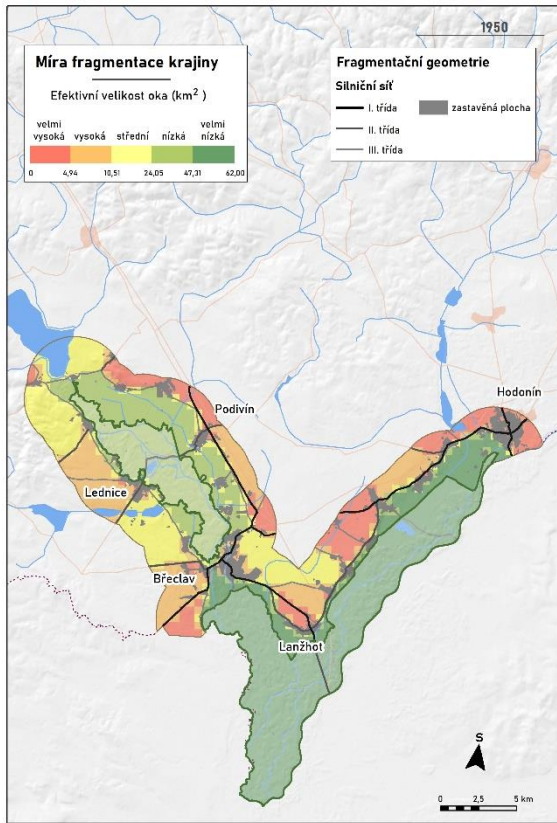 1950
Míra fragmentace krajiny
Efektivní velikost oka (km²)
velmi vysoká
vysoká
střední
nízká
velmi nízká
0
4,94
10,51
24,05
47,31
62,00
Fragmentační geometrie
Silniční síť
I. třída
II. třída
III. třída
zastavěná plocha
Hodonín
Podivín
Lednice
Břeclav
Lanžhot
S
0 2,5 5 km